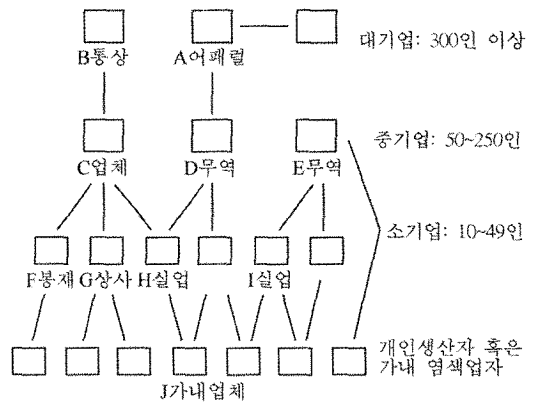 B통상 A어패럴 대기업: 300인 이상
C업체 D무역 E무역 중기업: 50~250인
소기업: 10~49인
F봉재 G상사 H실업 I실업
개인생산자 혹은
가내 염색업자
J가내업체